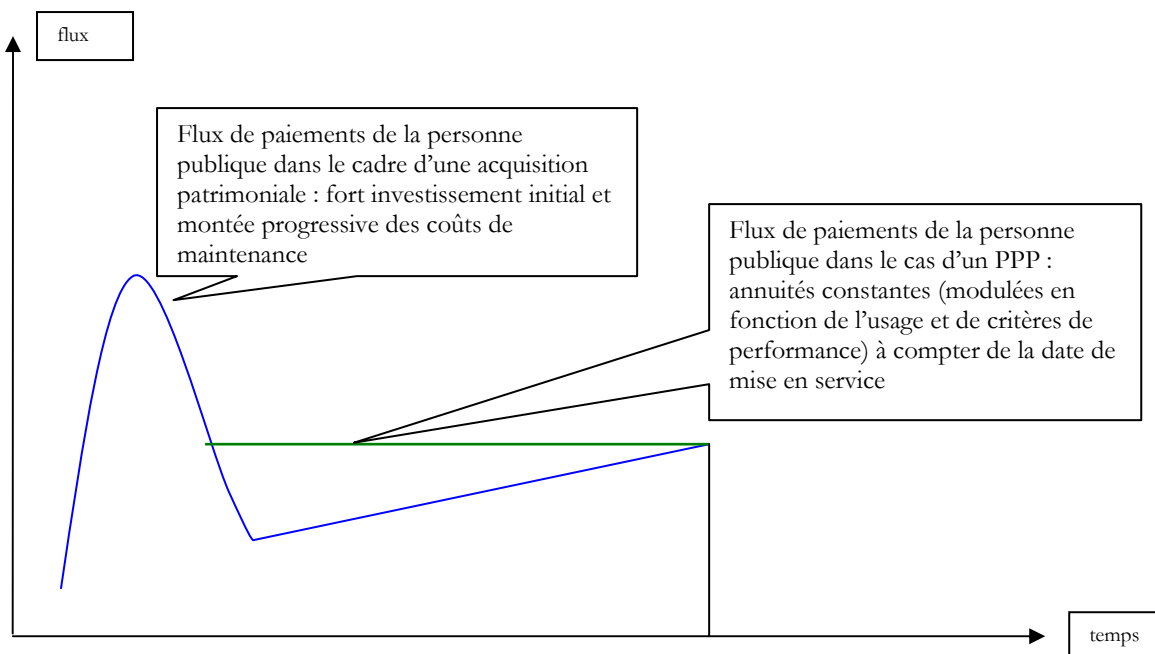 flux
Flux de paiements de la personne
publique dans le cadre d’une acquisition
patrimoniale : fort investissement initial et
montée progressive des coûts de
maintenance
Flux de paiements de la personne
publique dans le cas d’un PPP :
annuités constantes (modulées en
fonction de l’usage et de critères de
performance) à compter de la date de
mise en service
temps